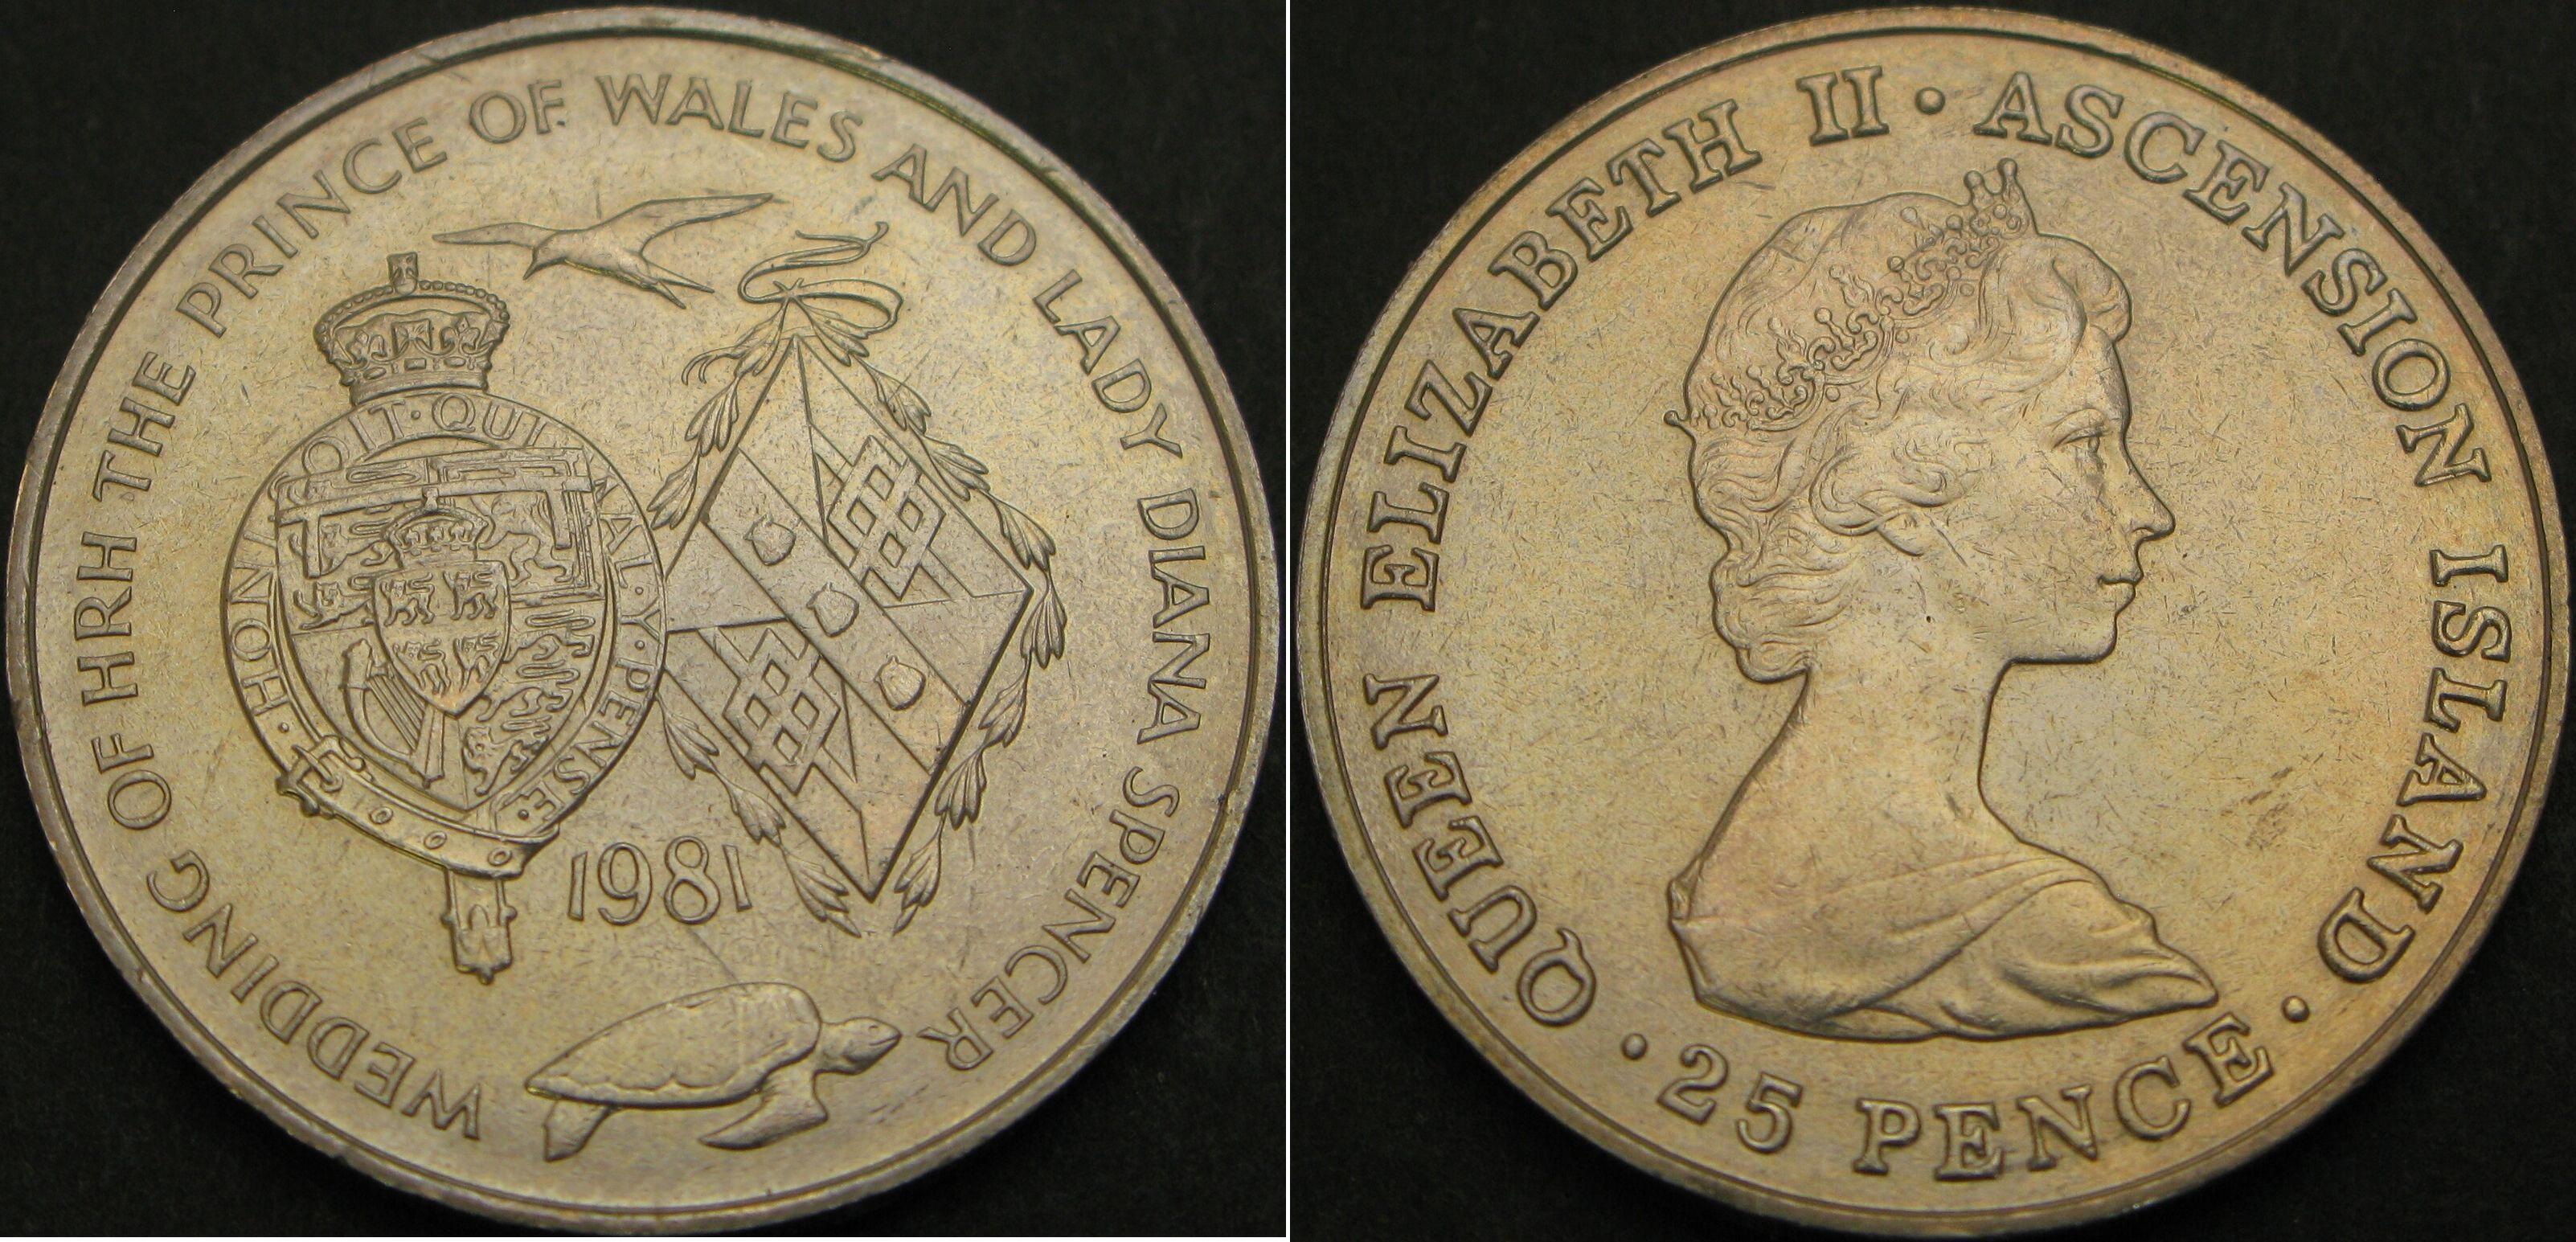 WEDDING OF HRH THE PRINCE OF WALES AND LADY DIANA SPENCER
HONI OIT·QUI MAL·Y·PENSE·
1981
QUEEN ELIZABETH II · ASCENSION ISLAND ·
· 25 PENCE ·